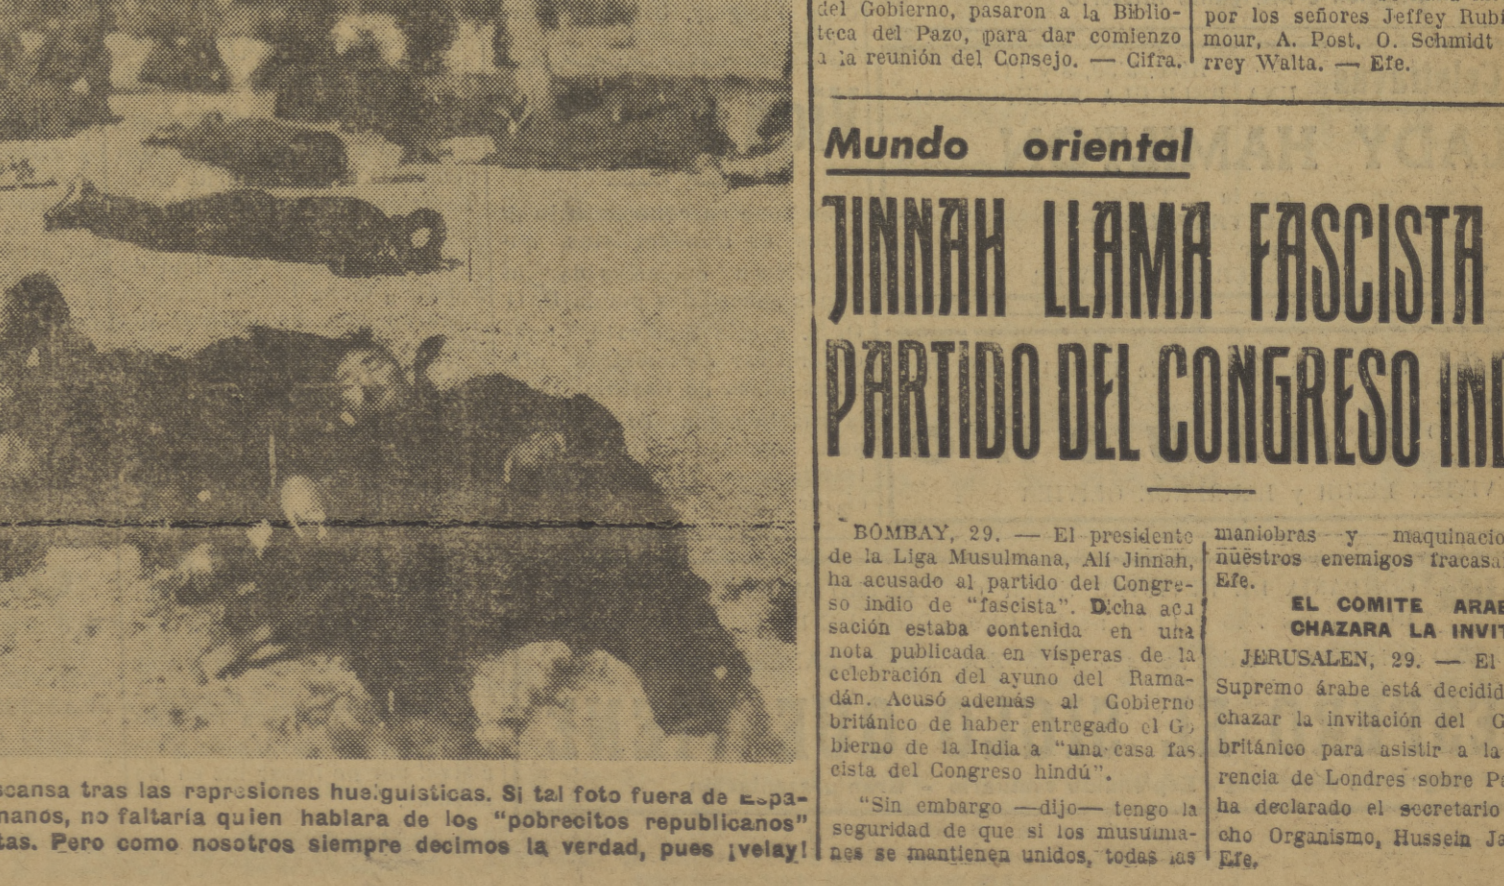 del Gobierno, pasaron a la Biblio-
teca del Pazo, para dar comienzo
a la reunión del Consejo. — Cifra.
por los señores Jeffey
mour, A. Post, O. Schmidt
rrey Walta. — Efe.
Mundo oriental
JINNAH LLAMA FASCISTA
PARTIDO DEL CONGRESO
BOMBAY, 29. — El presidente
de la Liga Musulmana, Alí Jinnah,
ha acusado al partido del Congre-
so indio de "fascista". Dicha acu
sación estaba contenida en una
nota publicada en vísperas de la
celebración del ayuno del Rama-
dán. Acusó además al Gobierno
británico de haber entregado el Go
bierno de la India a "una casa fas
cista del Congreso hindú".
"Sin embargo —dijo— tengo la
seguridad de que si los musulma-
nes se mantienen unidos, todas las
maniobras y
nuestros enemigos
Efe.
EL COMITE
CHAZARA LA
JERUSALEN, 29. — El
Supremo árabe está
chazar la invitación del
británico para asistir a la
rencia de Londres sobre
ha declarado el secretario
cho Organismo, Hussein
Efe.
scansa tras las represiones huelguísticas. Si tal foto fuera de Espa-
manos, no faltaría quien hablara de los "pobrecitos republicanos"
tas. Pero como nosotros siempre decimos la verdad, pues ¡velay!